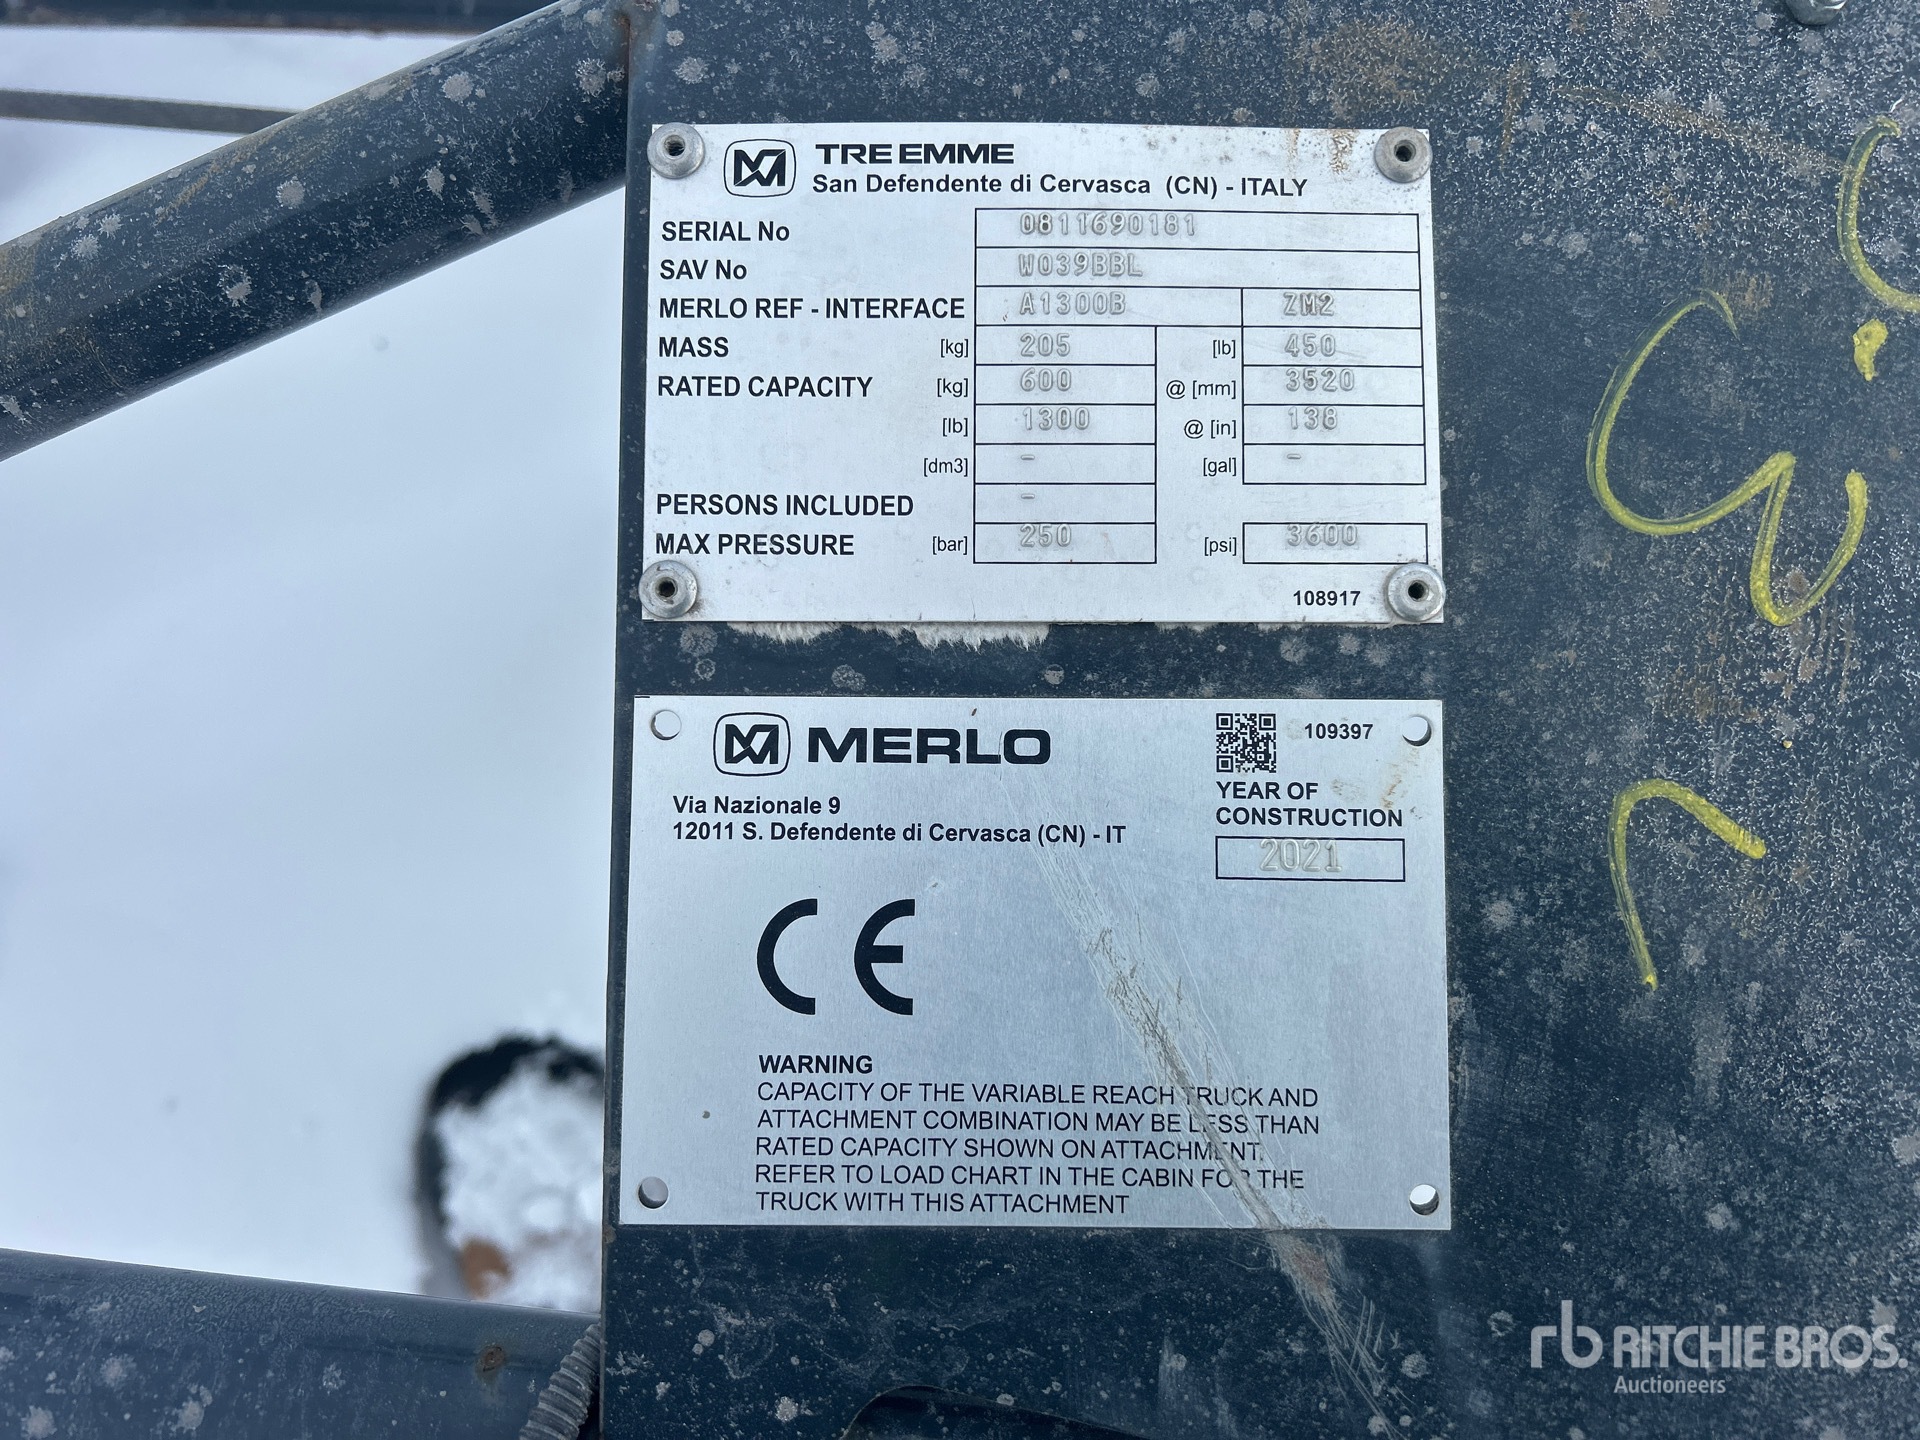 TRE EMME
San Defendente di Cervasca (CN) - ITALY
SERIAL No 0811690181
SAV No W039BBL
MERLO REF - INTERFACE A1300B ZM2
MASS [kg] 205 [lb] 450
RATED CAPACITY [kg] 600 @ [mm] 3520
[lb] 1300 @ [in] 138
[dm3] - [gal] -
PERSONS INCLUDED -
MAX PRESSURE [bar] 250 [psi] 3600
108917
MERLO
109397
Via Nazionale 9
12011 S. Defendente di Cervasca (CN) - IT
YEAR OF
CONSTRUCTION
2021
CE
WARNING
CAPACITY OF THE VARIABLE REACH TRUCK AND
ATTACHMENT COMBINATION MAY BE LESS THAN
RATED CAPACITY SHOWN ON ATTACHMENT.
REFER TO LOAD CHART IN THE CABIN FOR THE
TRUCK WITH THIS ATTACHMENT
rb RITCHIE BROS.
Auctioneers